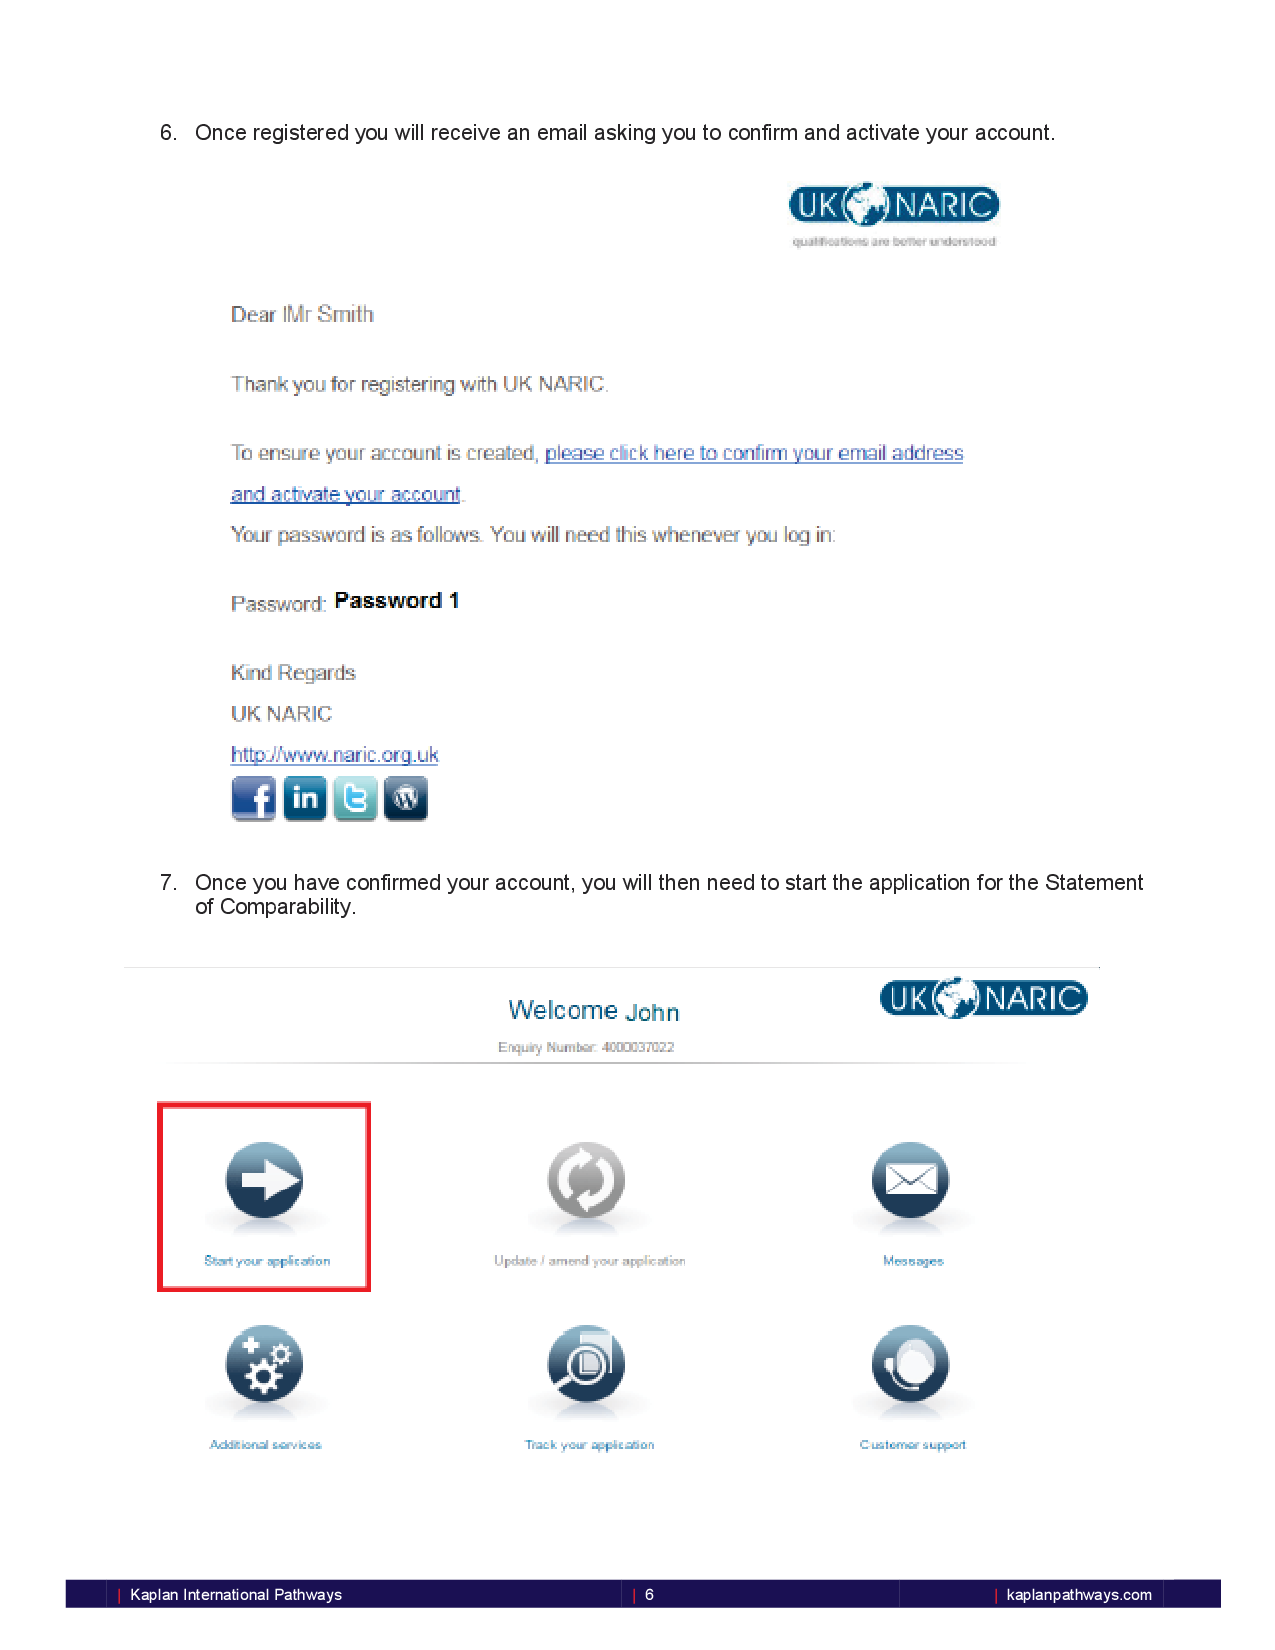 6. Once registered you will receive an email asking you to confirm and activate your account.
UK NARIC
qualifications are better understood
Dear Mr Smith
Thank you for registering with UK NARIC.
To ensure your account is created, please click here to confirm your email address
and activate your account.
Your password is as follows. You will need this whenever you log in:
Password: Password 1
Kind Regards
UK NARIC
http://www.naric.org.uk
7. Once you have confirmed your account, you will then need to start the application for the Statement
of Comparability.
UK NARIC
Welcome John
Enquiry Number: 4000037022
Start your application
Update / amend your application
Messages
Additional services
Track your application
Customer support
| Kaplan International Pathways | 6 | kaplanpathways.com